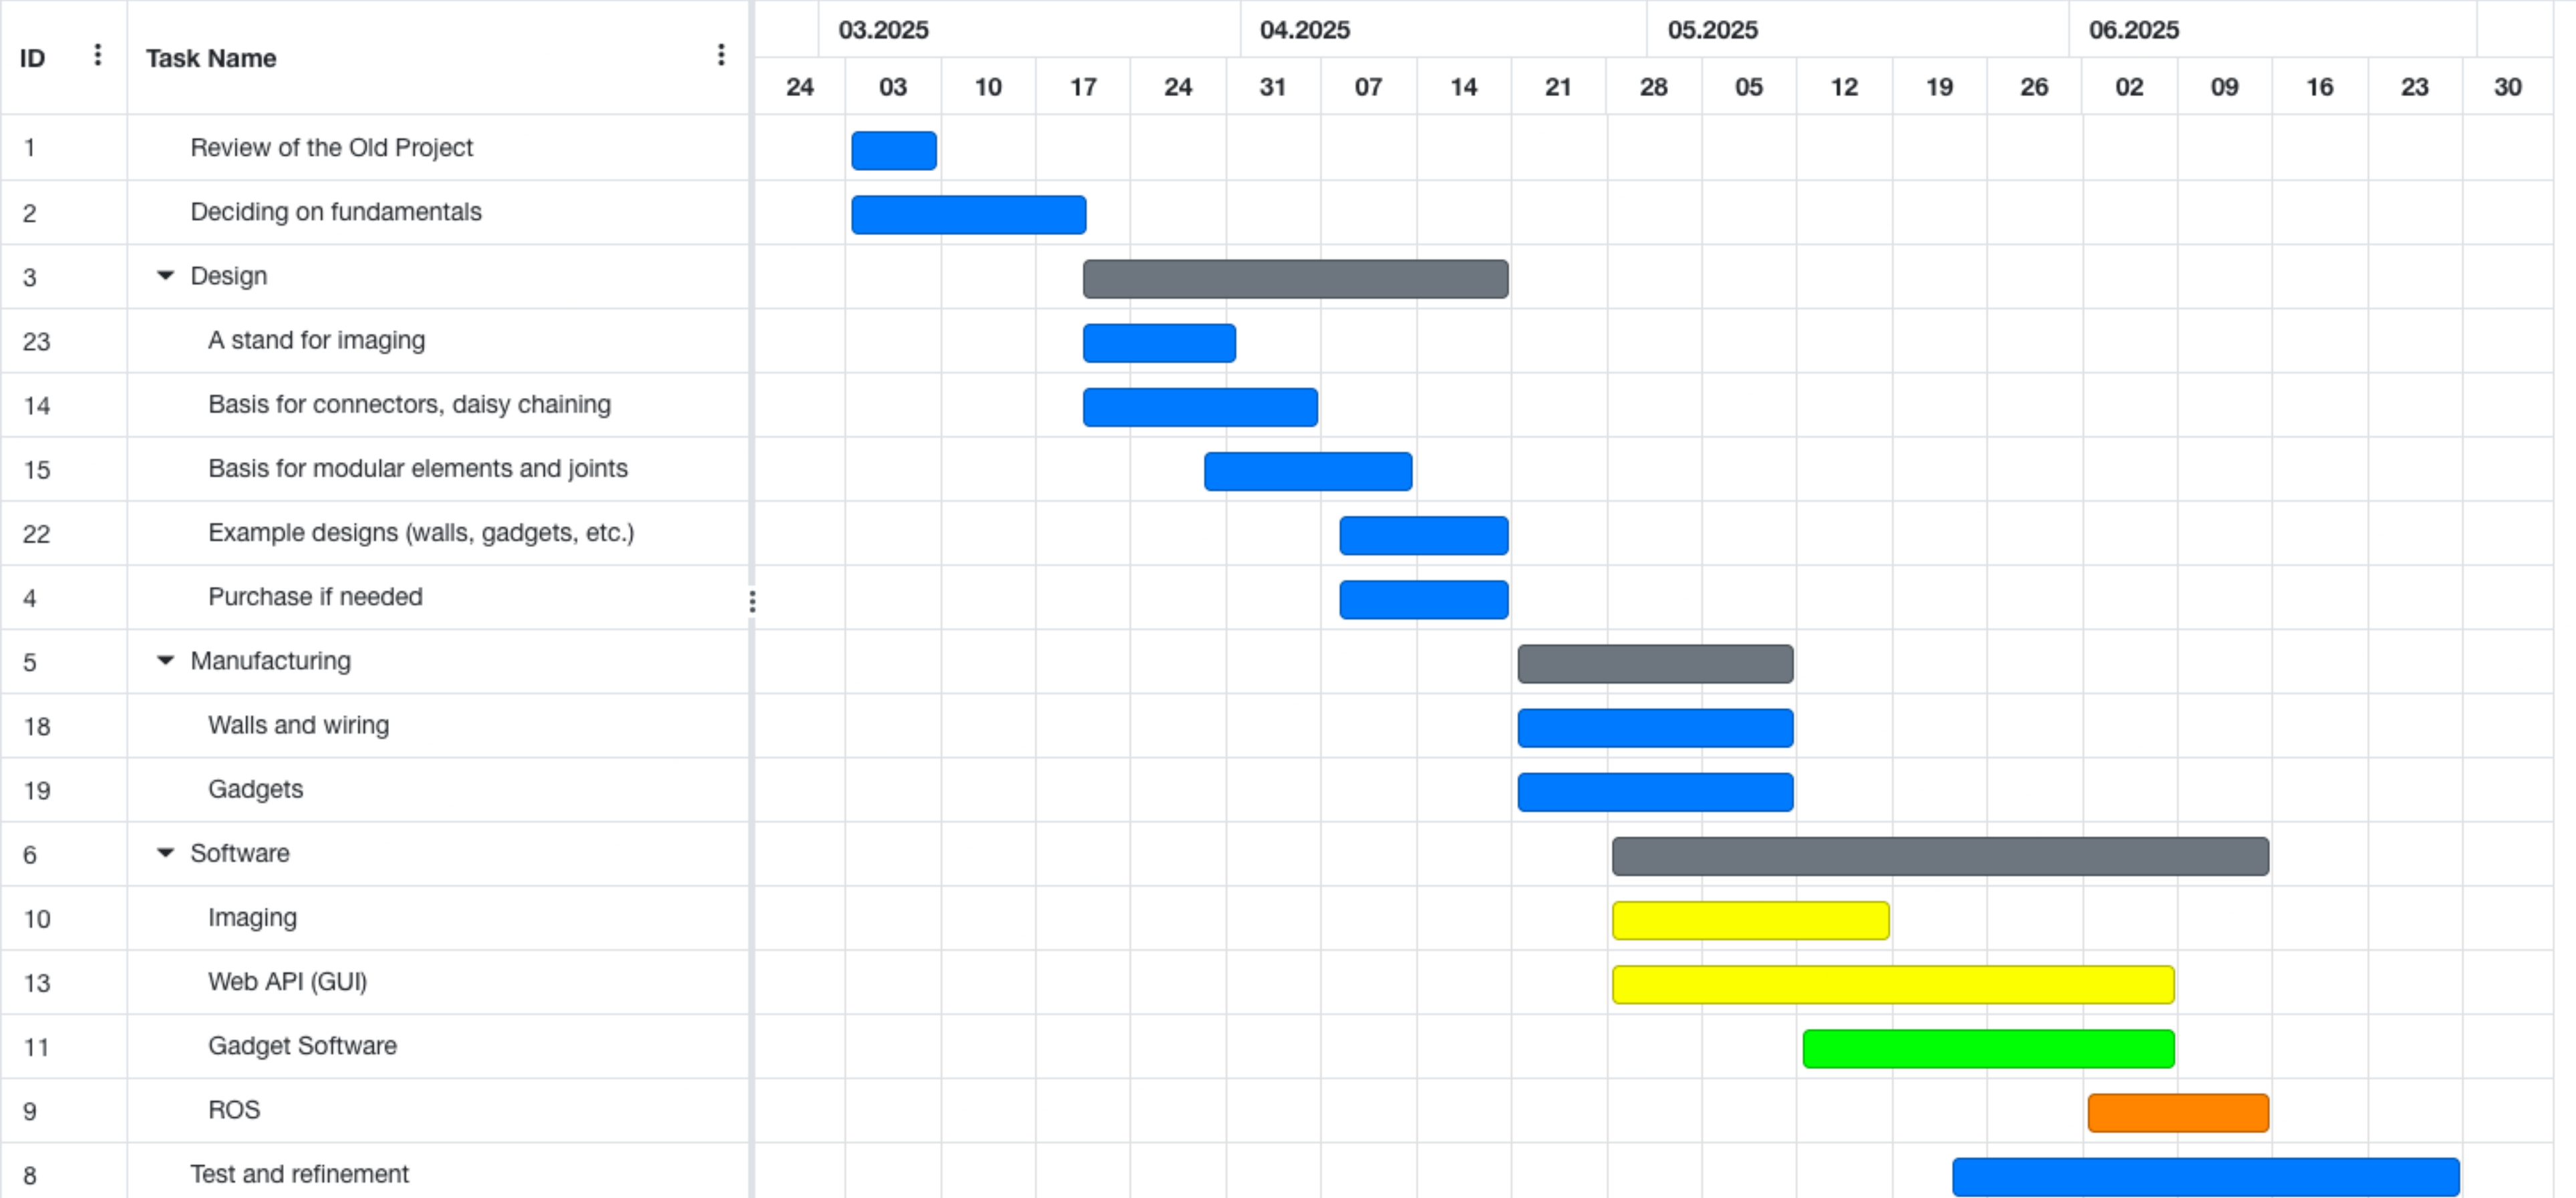 03.2025 04.2025 05.2025 06.2025
ID Task Name
24 03 10 17 24 31 07 14 21 28 05 12 19 26 02 09 16 23 30
1 Review of the Old Project
2 Deciding on fundamentals
3 Design
23 A stand for imaging
14 Basis for connectors, daisy chaining
15 Basis for modular elements and joints
22 Example designs (walls, gadgets, etc.)
4 Purchase if needed
5 Manufacturing
18 Walls and wiring
19 Gadgets
6 Software
10 Imaging
13 Web API (GUI)
11 Gadget Software
9 ROS
8 Test and refinement